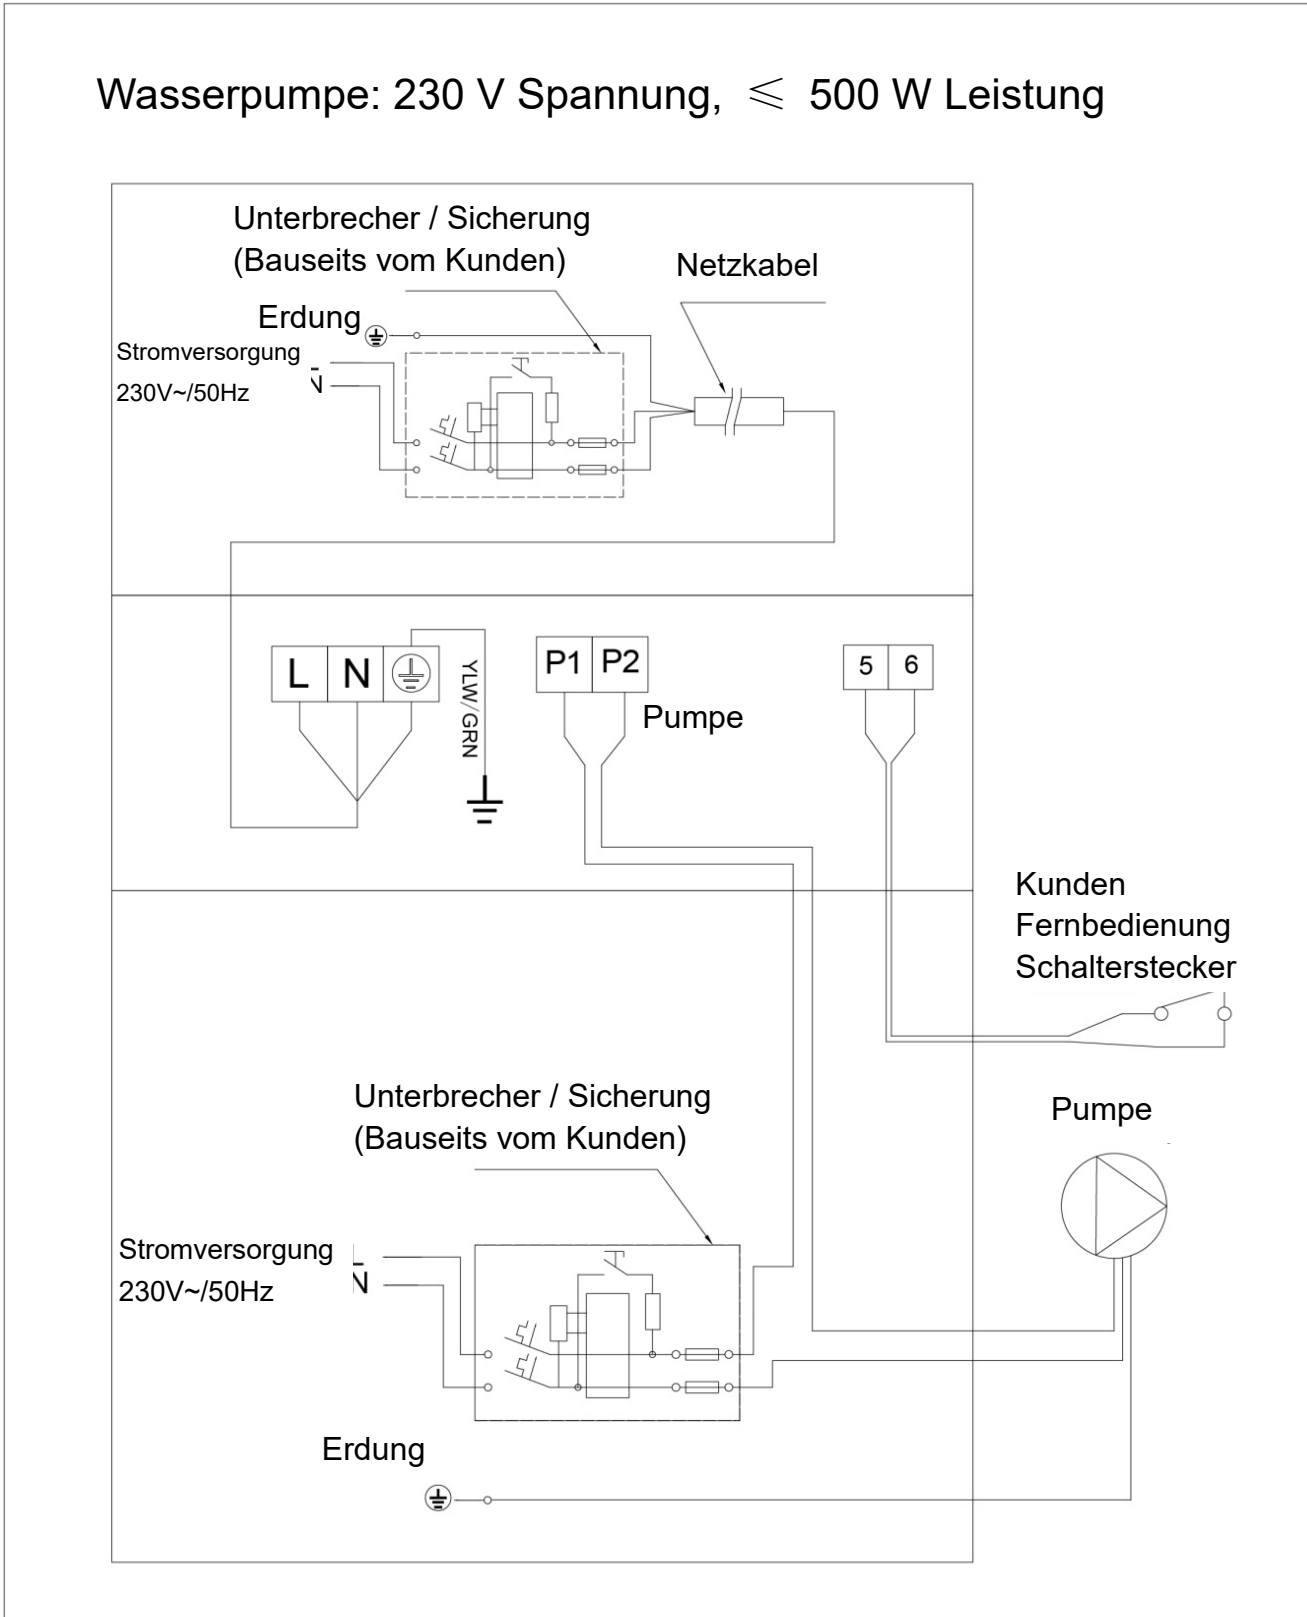 Wasserpumpe: 230 V Spannung, ≤ 500 W Leistung
Unterbrecher / Sicherung
(Bauseits vom Kunden)
Netzkabel
Erdung
Stromversorgung
230V~/50Hz
N
L N
YLW/GRN
P1 P2
Pumpe
5 6
Kunden
Fernbedienung
Schalterstecker
Unterbrecher / Sicherung
(Bauseits vom Kunden)
Pumpe
Stromversorgung
230V~/50Hz
L
N
Erdung